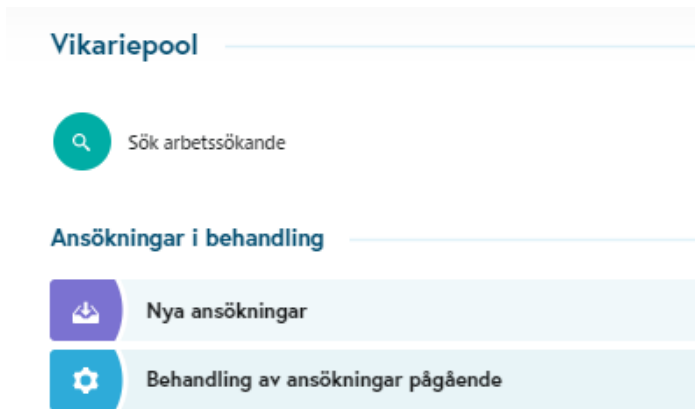 Vikariepool
Sök arbetssökande
Ansökningar i behandling
Nya ansökningar
Behandling av ansökningar pågående